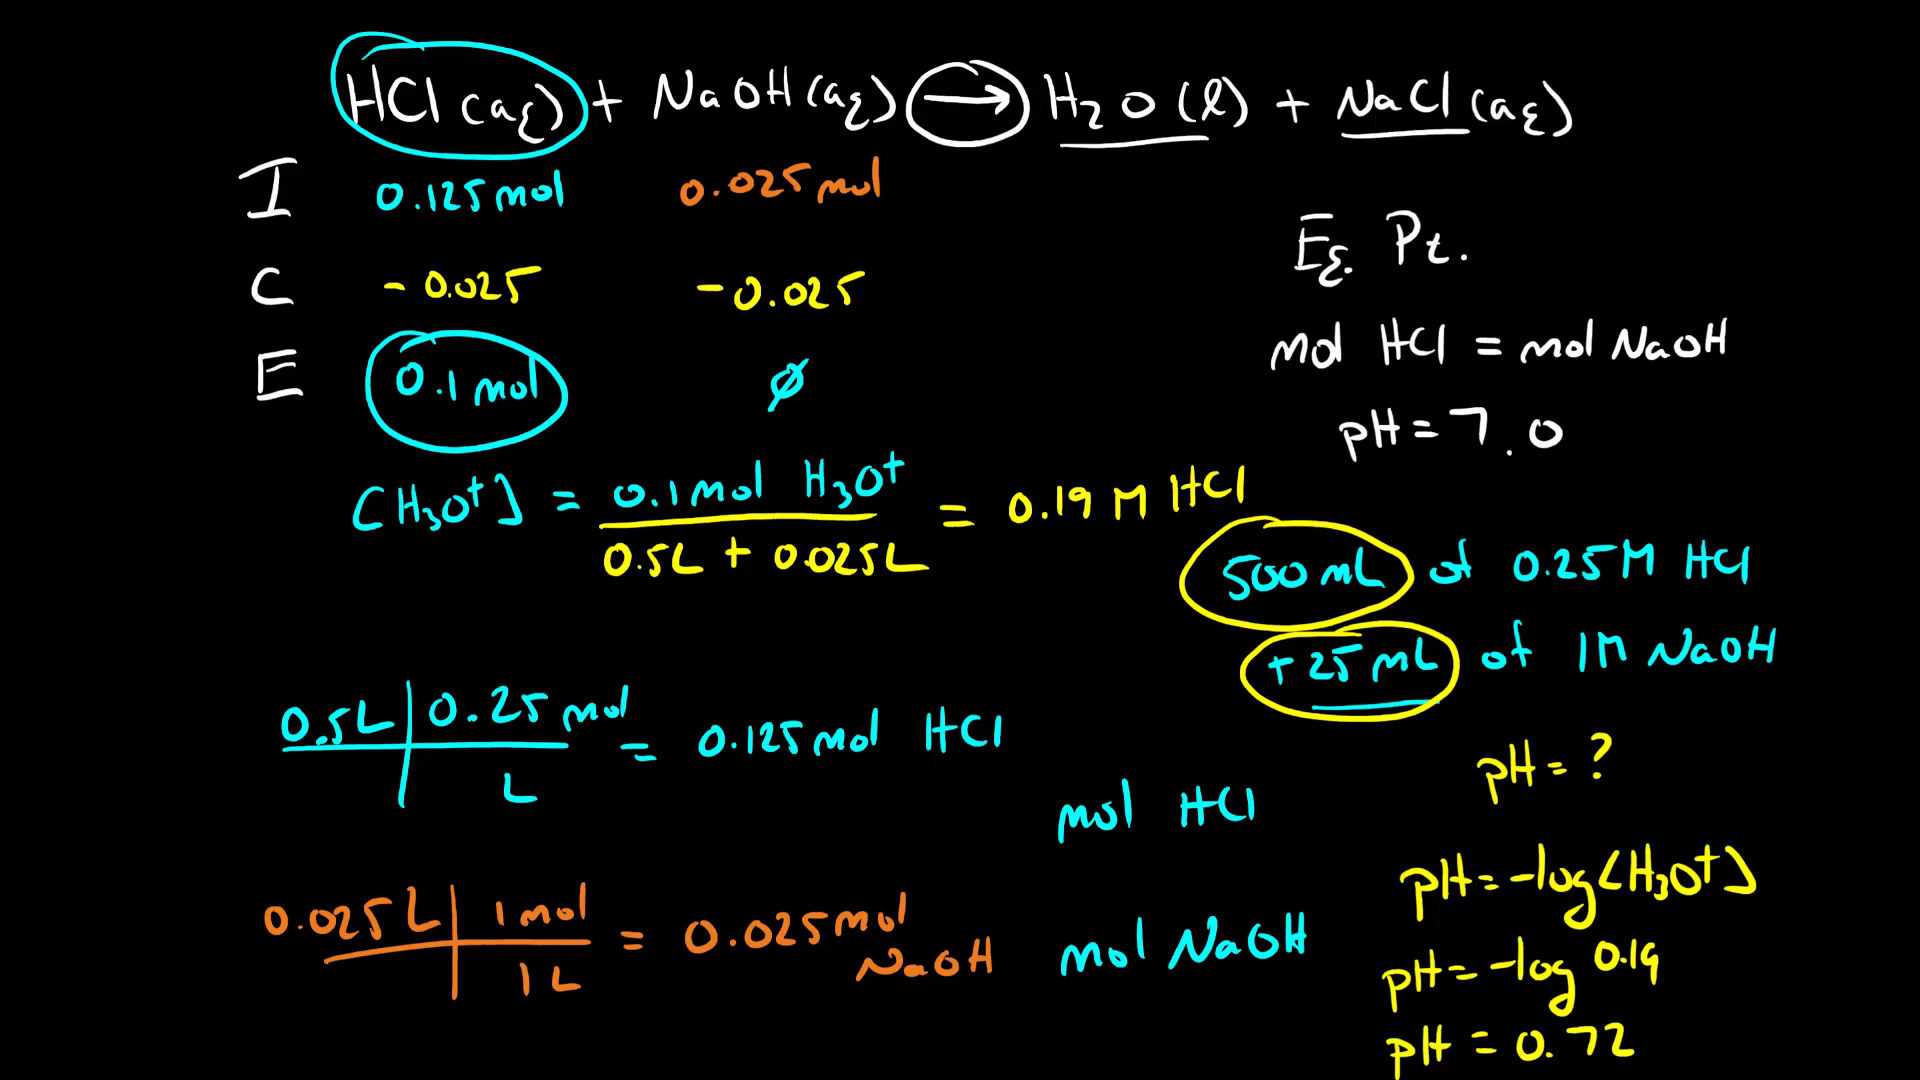 HCl (aq) + NaOH (aq) → H₂O (l) + NaCl (aq)
I 0.125 mol 0.025 mol
C - 0.025 - 0.025
E 0.1 mol ∅
Eq. Pt.
mol HCl = mol NaOH
pH = 7.0
[H₃O⁺] = 0.1 mol H₃O⁺ / 0.5L + 0.025L = 0.19 M HCl
500 mL of 0.25M HCl
+ 25 mL of 1M NaOH
pH = ?
0.5L | 0.25 mol / L = 0.125 mol HCl
mol HCl
0.025 L | 1 mol / 1 L = 0.025 mol NaOH
mol NaOH
pH = -log[H₃O⁺]
pH = -log 0.19
pH = 0.72